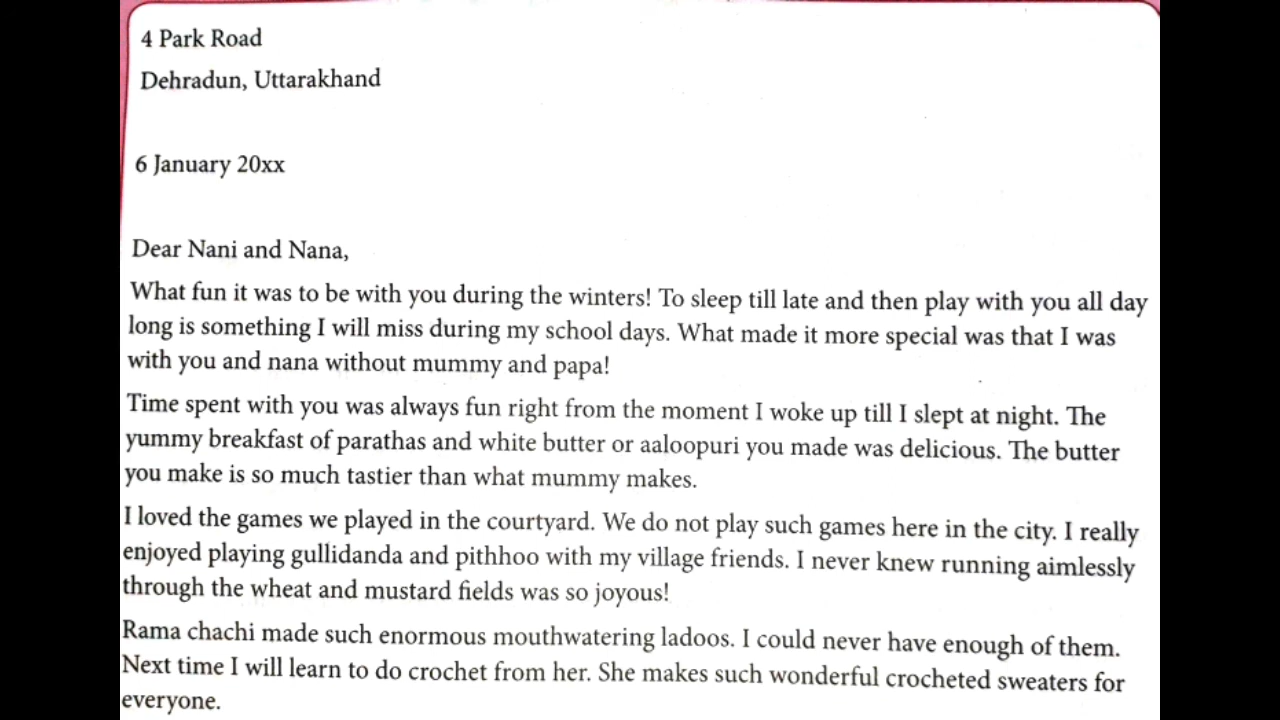 4 Park Road
Dehradun, Uttarakhand
6 January 20xx
Dear Nani and Nana,
What fun it was to be with you during the winters! To sleep till late and then play with you all day
long is something I will miss during my school days. What made it more special was that I was
with you and nana without mummy and papa!
Time spent with you was always fun right from the moment I woke up till I slept at night. The
yummy breakfast of parathas and white butter or aaloopuri you made was delicious. The butter
you make is so much tastier than what mummy makes.
I loved the games we played in the courtyard. We do not play such games here in the city. I really
enjoyed playing gullidanda and pithhoo with my village friends. I never knew running aimlessly
through the wheat and mustard fields was so joyous!
Rama chachi made such enormous mouthwatering ladoos. I could never have enough of them.
Next time I will learn to do crochet from her. She makes such wonderful crocheted sweaters for
everyone.